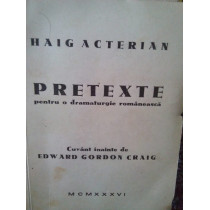 HAIG ACTERIAN
PRETEXTE
pentru o dramaturgie românească
Cuvânt înainte de
EDWARD GORDON CRAIG
MCMXXXVI